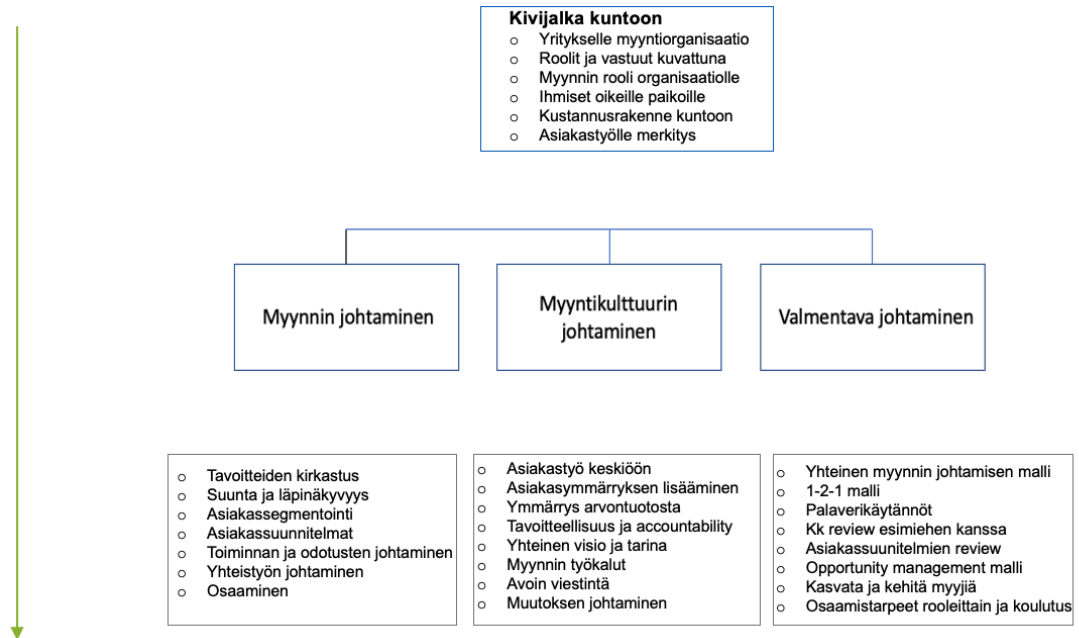 Kivijalka kuntoon
o Yritykselle myyntiorganisaatio
o Roolit ja vastuut kuvattuna
o Myynnin rooli organisaatiolle
o Ihmiset oikeille paikoille
o Kustannusrakenne kuntoon
o Asiakastyölle merkitys
Myynnin johtaminen
Myyntikulttuurin
johtaminen
Valmentava johtaminen
o Tavoitteiden kirkastus
o Suunta ja läpinäkyvyys
o Asiakassegmentointi
o Asiakassuunnitelmat
o Toiminnan ja odotusten johtaminen
o Yhteistyön johtaminen
o Osaaminen
o Asiakastyö keskiöön
o Asiakasymmärryksen lisääminen
o Ymmärrys arvontuotosta
o Tavoitteellisuus ja accountability
o Yhteinen visio ja tarina
o Myynnin työkalut
o Avoin viestintä
o Muutoksen johtaminen
o Yhteinen myynnin johtamisen malli
o 1-2-1 malli
o Palaverikäytännöt
o Kk review esimiehen kanssa
o Asiakassuunitelmien review
o Opportunity management malli
o Kasvata ja kehitä myyjiä
o Osaamistarpeet rooleittain ja koulutus